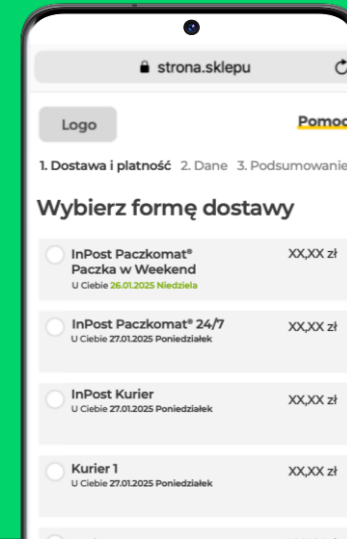 strona.sklepu
Logo
Pomoc
1. Dostawa i płatność 2. Dane 3. Podsumowanie
Wybierz formę dostawy
InPost Paczkomat® XX,XX zł
Paczka w Weekend
U Ciebie 26.01.2025 Niedziela
InPost Paczkomat® 24/7 XX,XX zł
U Ciebie 27.01.2025 Poniedziałek
InPost Kurier XX,XX zł
U Ciebie 27.01.2025 Poniedziałek
Kurier 1 XX,XX zł
U Ciebie 27.01.2025 Poniedziałek